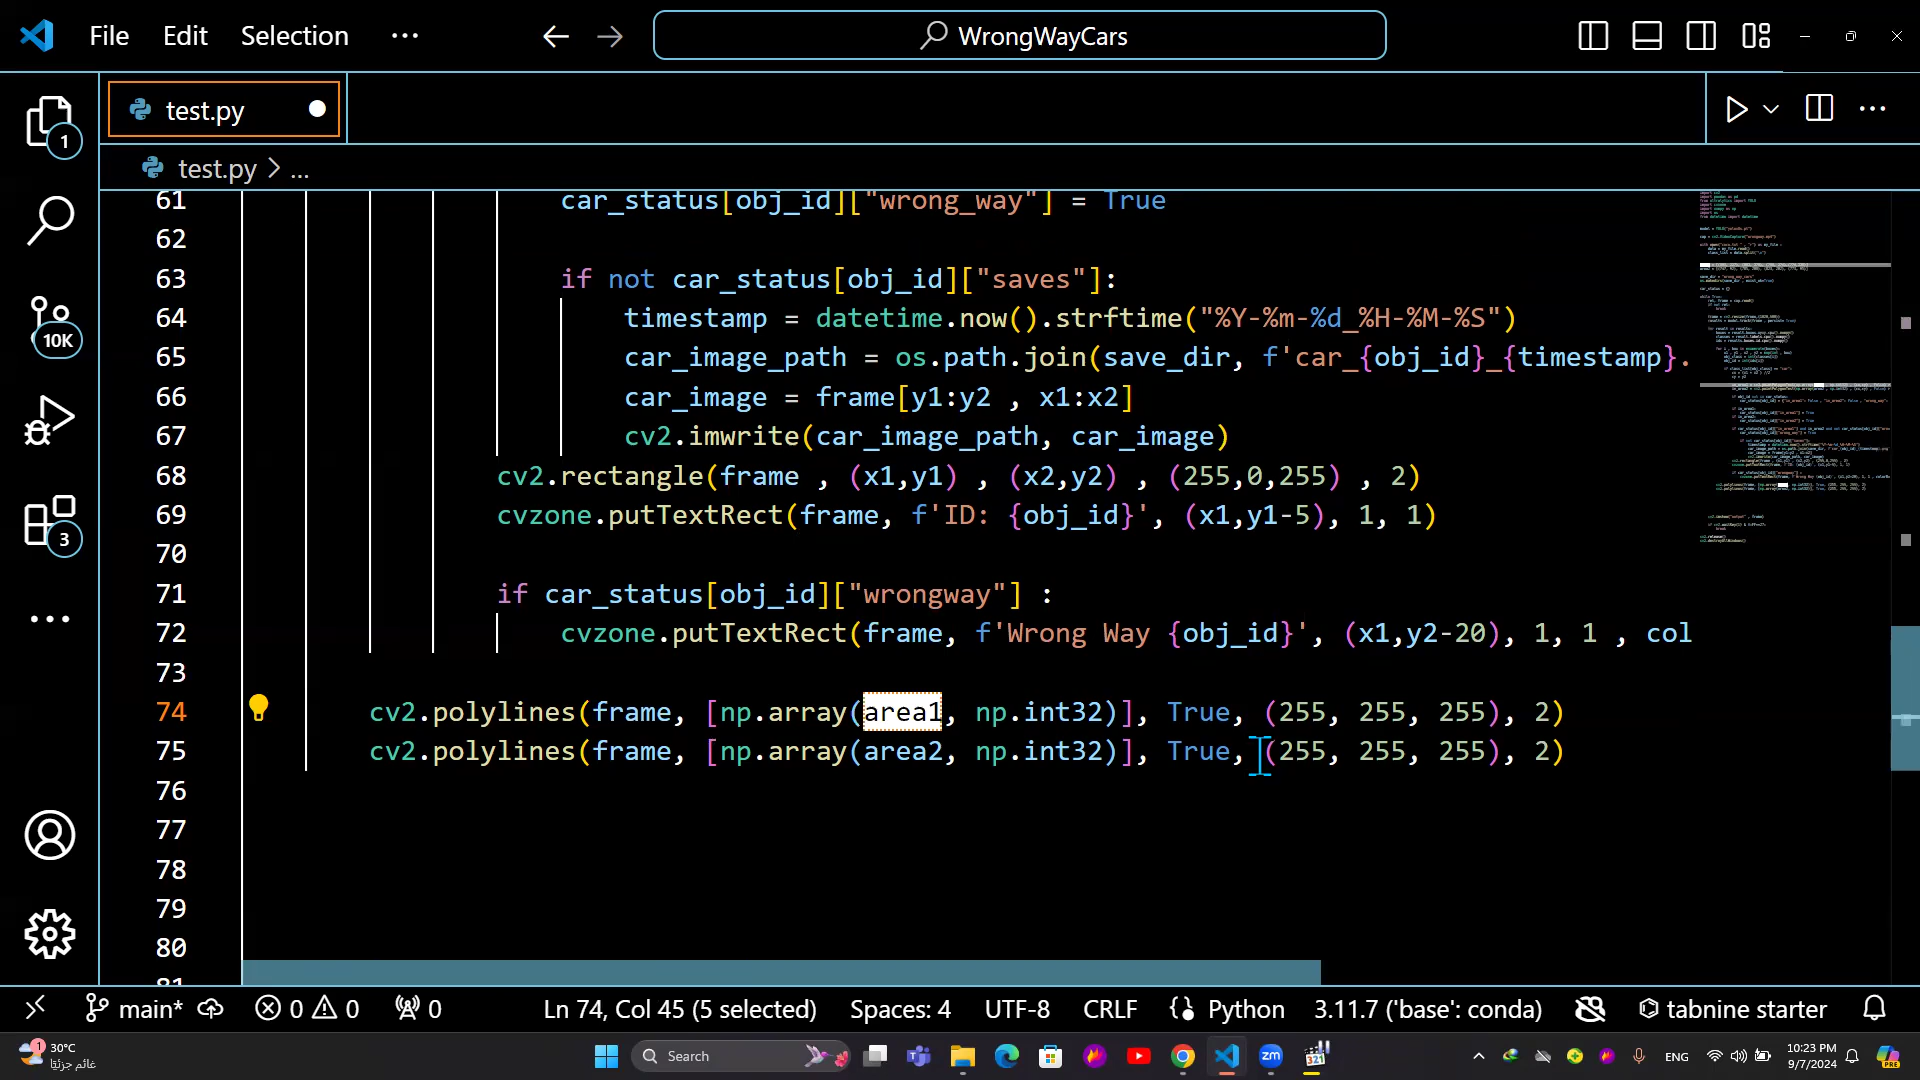 File Edit Selection ··· WrongWayCars
test.py
test.py > ...
61 car_status[obj_id]["wrong_way"] = True
62
63 if not car_status[obj_id]["saves"]:
64 timestamp = datetime.now().strftime("%Y-%m-%d_%H-%M-%S")
65 car_image_path = os.path.join(save_dir, f'car_{obj_id}_{timestamp}.
66 car_image = frame[y1:y2 , x1:x2]
67 cv2.imwrite(car_image_path, car_image)
68 cv2.rectangle(frame , (x1,y1) , (x2,y2) , (255,0,255) , 2)
69 cvzone.putTextRect(frame, f'ID: {obj_id}', (x1,y1-5), 1, 1)
70
71 if car_status[obj_id]["wrongway"] :
72 cvzone.putTextRect(frame, f'Wrong Way {obj_id}', (x1,y2-20), 1, 1 , col
73
74 cv2.polylines(frame, [np.array(area1, np.int32)], True, (255, 255, 255), 2)
75 cv2.polylines(frame, [np.array(area2, np.int32)], True, (255, 255, 255), 2)
76
77
78
79
80
81
1
10K
3
main* 0 0 0 Ln 74, Col 45 (5 selected) Spaces: 4 UTF-8 CRLF Python 3.11.7 ('base': conda) tabnine starter
1 30°C
غائم جزئيًا
Search
zm
321
ENG
10:23 PM
9/7/2024
PRE